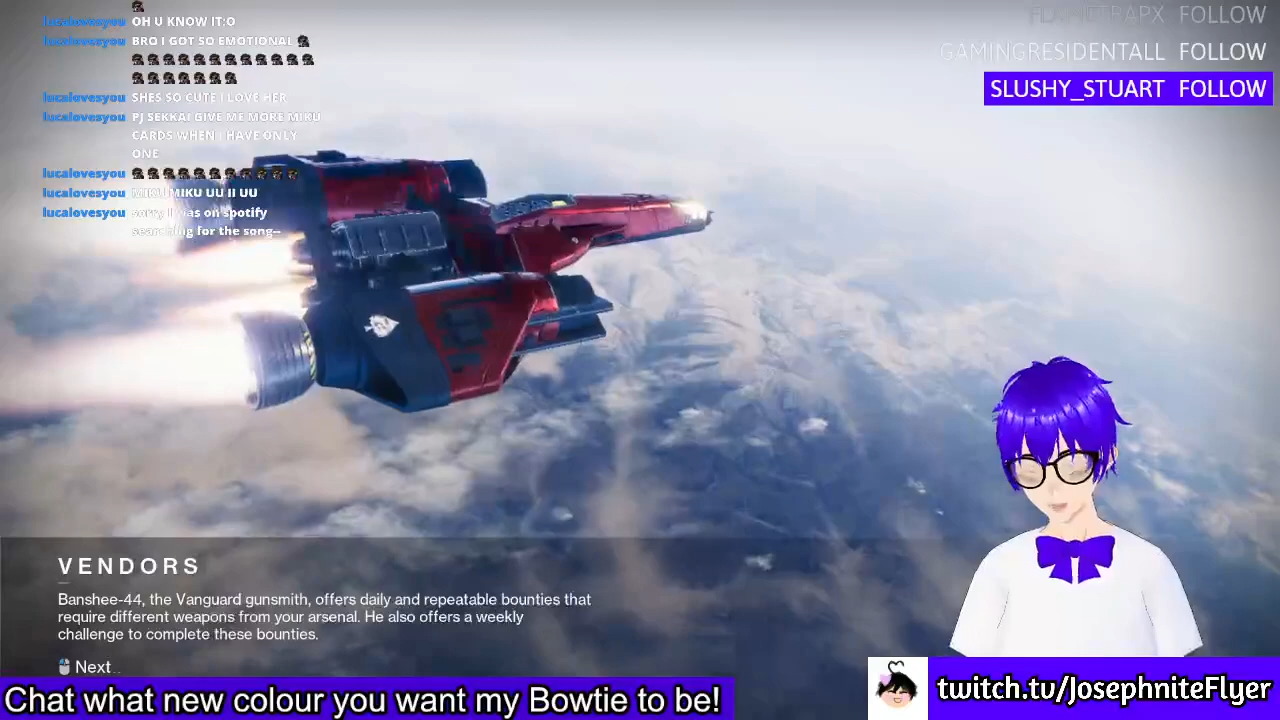 lucalovesyou OH U KNOW IT:O
lucalovesyou BRO I GOT SO EMOTIONAL
lucalovesyou SHES SO CUTE I LOVE HER
lucalovesyou PJ SEKKAI GIVE ME MORE MIKU
CARDS WHEN I HAVE ONLY
ONE
lucalovesyou
lucalovesyou MIKU MIKU UU II UU
lucalovesyou sorry I was on spotify
searching for the song--
FOLLOW
GAMINGRESIDENTALL FOLLOW
SLUSHY_STUART FOLLOW
VENDORS
Banshee-44, the Vanguard gunsmith, offers daily and repeatable bounties that
require different weapons from your arsenal. He also offers a weekly
challenge to complete these bounties.
Next
Chat what new colour you want my Bowtie to be!
twitch.tv/JosephniteFlyer